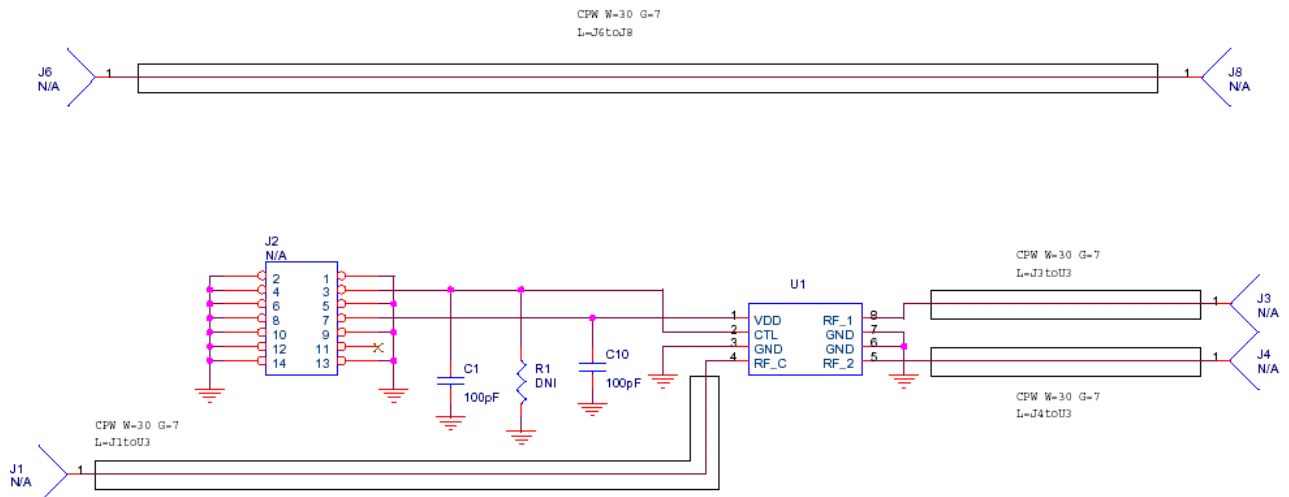 CPW W=30 G=7
L=J6toJ8
J6
N/A
1
1
J8
N/A
J2
N/A
2 1
4 3
6 5
8 7
10 9
12 11
14 13
C1
100pF
R1
DNI
C10
100pF
U1
1 VDD RF_1 8
2 CTL GND 7
3 GND GND 6
4 RF_C RF_2 5
CPW W=30 G=7
L=J3toU3
1
J3
N/A
1
J4
N/A
CPW W=30 G=7
L=J4toU3
CPW W=30 G=7
L=J1toU3
J1
N/A
1